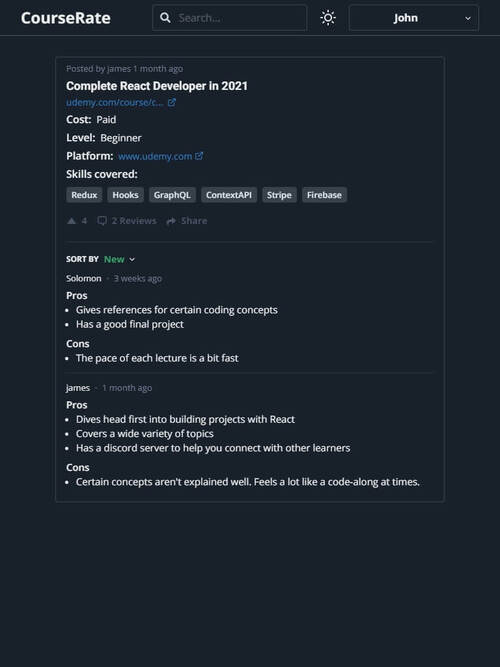 CourseRate
Search...
John
Posted by james 1 month ago
Complete React Developer in 2021
udemy.com/course/c...
Cost: Paid
Level: Beginner
Platform: www.udemy.com
Skills covered:
Redux Hooks GraphQL ContextAPI Stripe Firebase
4 2 Reviews Share
SORT BY New
Solomon · 3 weeks ago
Pros
• Gives references for certain coding concepts
• Has a good final project
Cons
• The pace of each lecture is a bit fast
james · 1 month ago
Pros
• Dives head first into building projects with React
• Covers a wide variety of topics
• Has a discord server to help you connect with other learners
Cons
• Certain concepts aren't explained well. Feels a lot like a code-along at times.